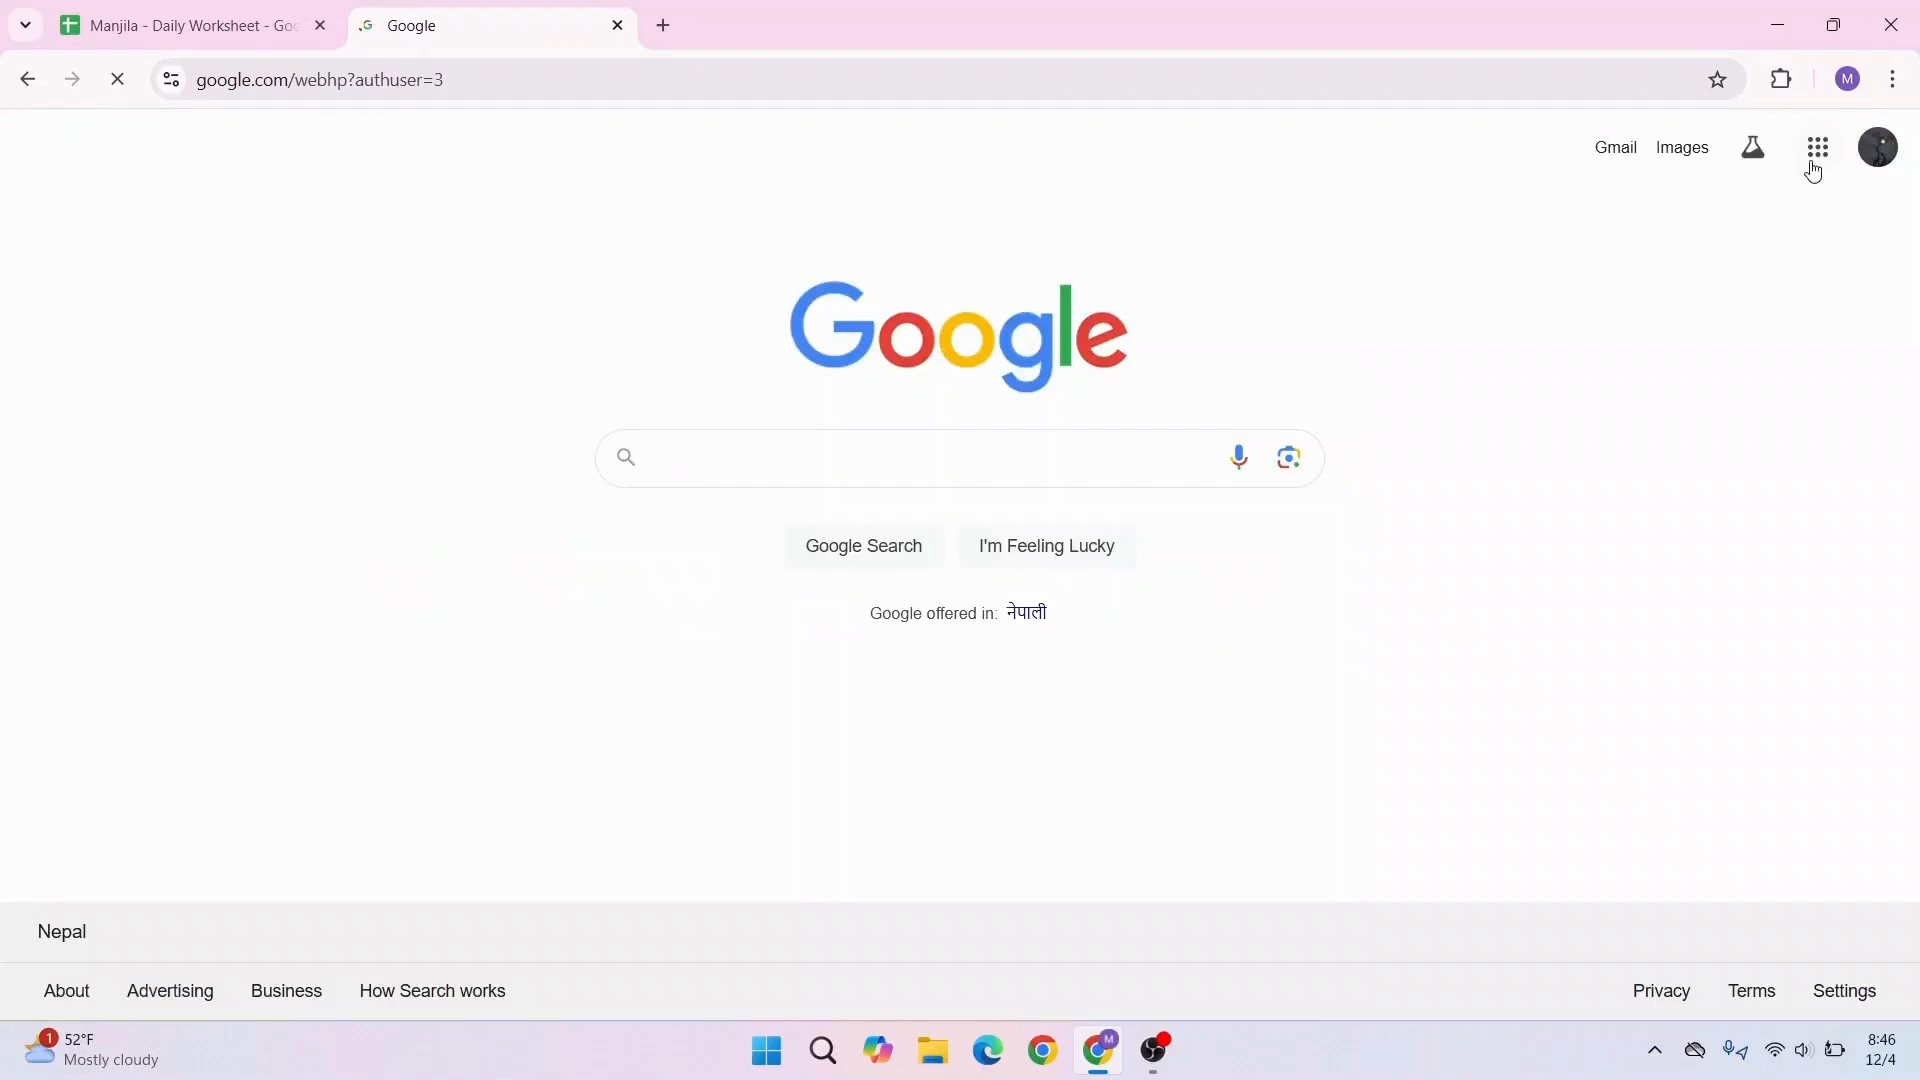 Manjila - Daily Worksheet - Goo
Google
google.com/webhp?authuser=3
M
Gmail Images
Google
Google Search I'm Feeling Lucky
Google offered in: नेपाली
Nepal
About Advertising Business How Search works Privacy Terms Settings
1
52°F
Mostly cloudy
M
8:46
12/4